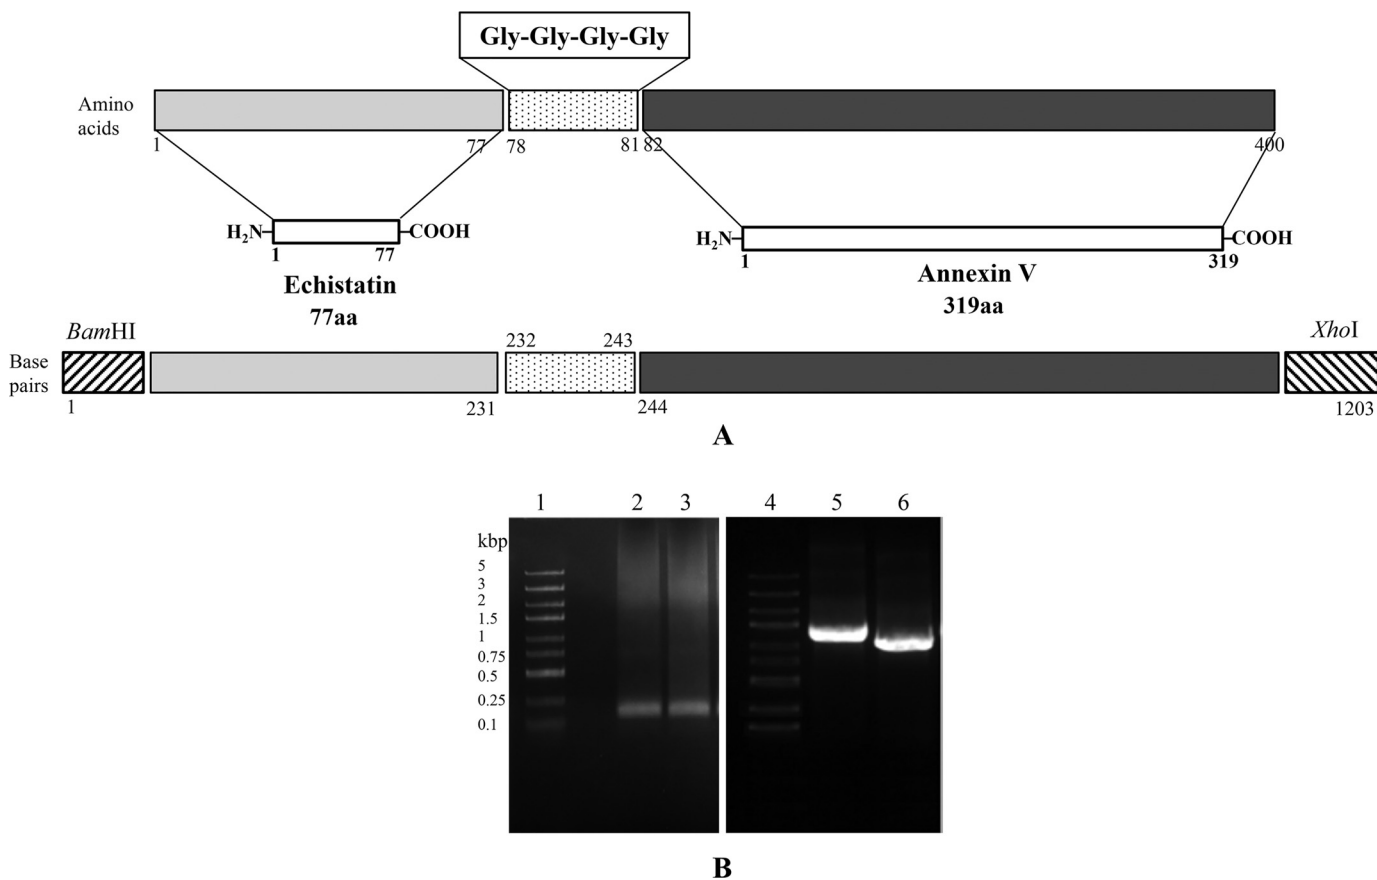 Gly-Gly-Gly-Gly
Amino
acids
1 77 78 81 82 400
H₂N COOH H₂N COOH
1 77 1 319
Echistatin Annexin V
77aa 319aa
BamHI XhoI
232 243
Base
pairs
1 231 244 1203
A
1 2 3 4 5 6
kbp
5
3
2
1.5
1
0.75
0.5
0.25
0.1
B